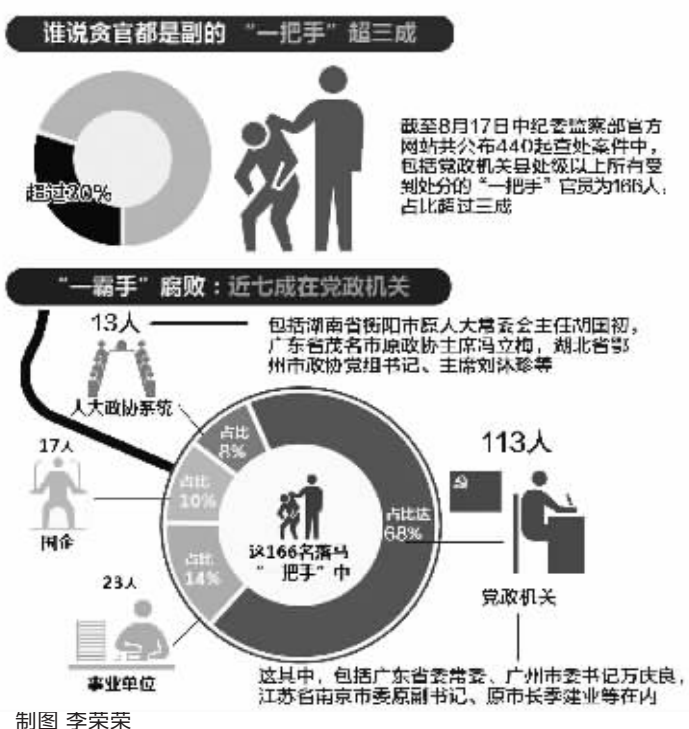 谁说贪官都是副的 “一把手”超三成
超过30%
截至8月17日中纪委监察部官方
网站共公布440起查处案件中，
包括党政机关县处级以上所有受
到处分的“一把手”官员为166人，
占比超过三成
“一霸手”腐败：近七成在党政机关
13人
包括湖南省衡阳市原人大常委会主任胡国初，
广东省茂名市原政协主席冯立梅，湖北省鄂
州市政协党组书记、主席刘沐珍等
人大政协系统
占比
8%
17人
国企
占比
10%
113人
占比达
68%
党政机关
这166名落马
“一把手”中
占比
14%
23人
事业单位
这其中，包括广东省委常委、广州市委书记万庆良，
江苏省南京市委原副书记、原市长季建业等在内
制图 李荣荣